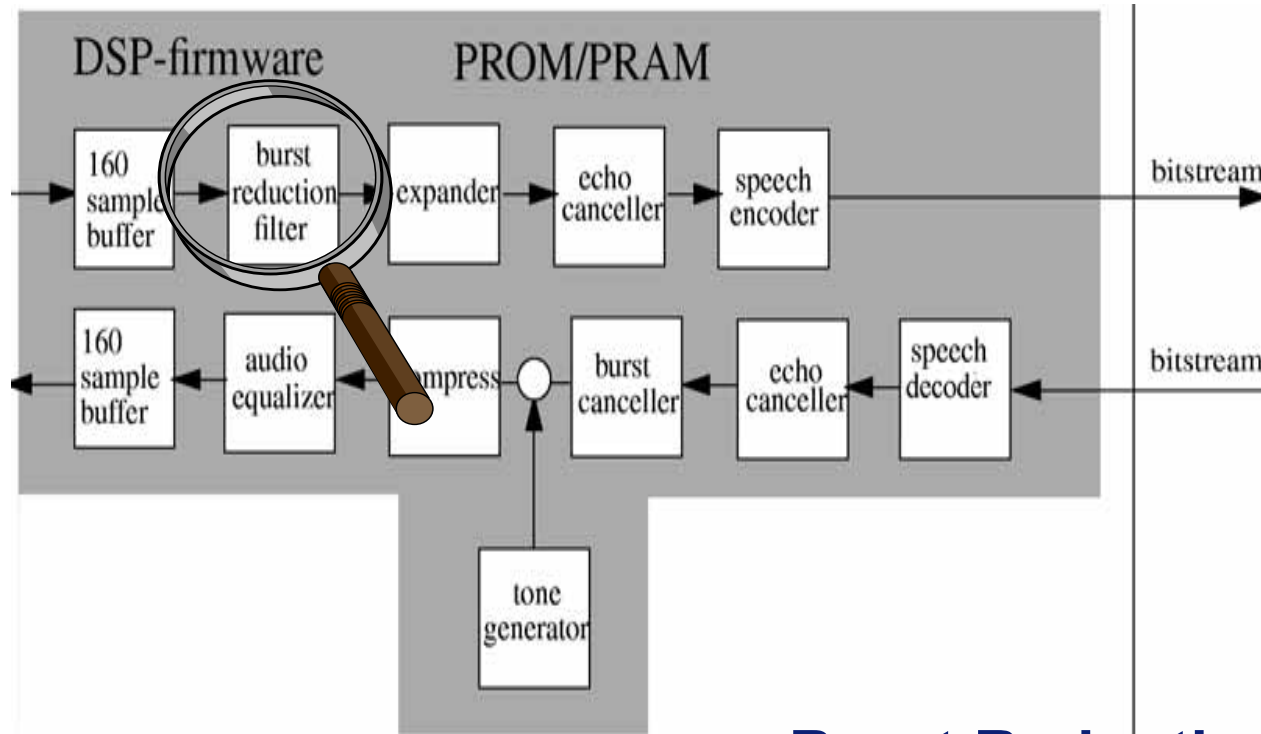 DSP-firmware
PROM/PRAM
160
sample
buffer
burst
reduction
filter
expander
echo
canceller
speech
encoder
bitstream
160
sample
buffer
audio
equalizer
ompress
burst
canceller
echo
canceller
speech
decoder
bitstream
tone
generator